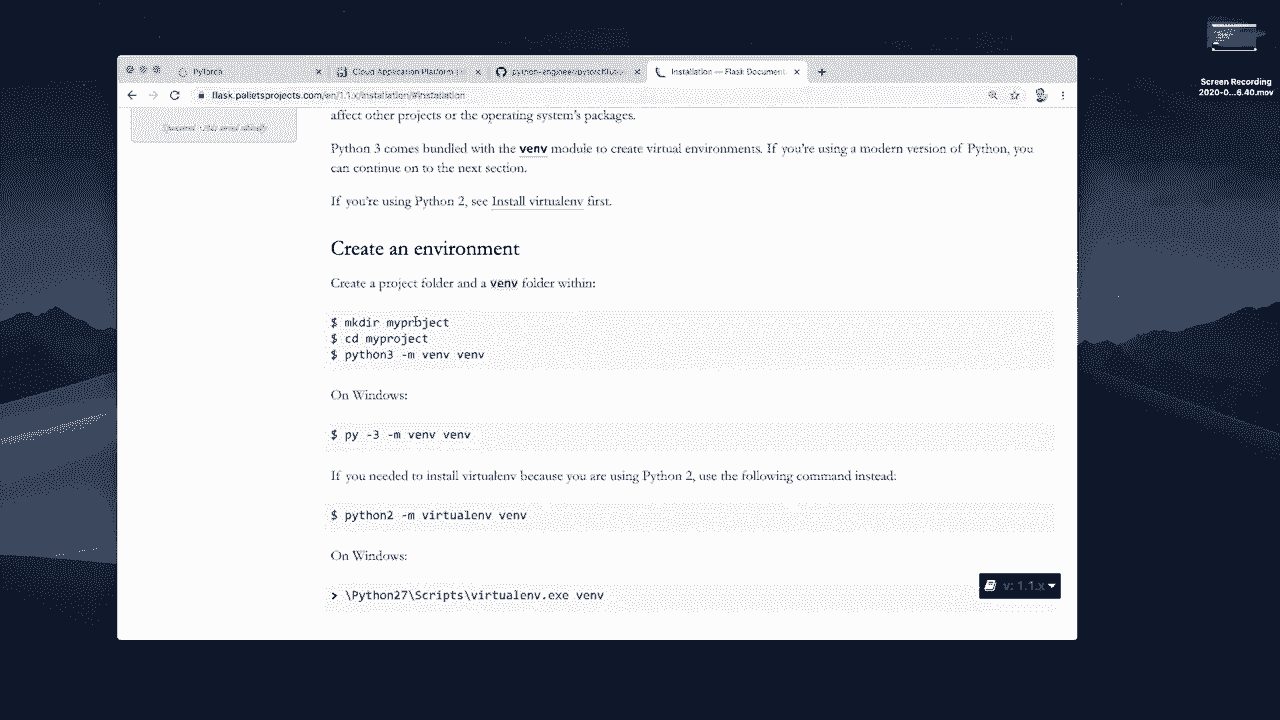 PyTorch
Cloud Application Platform
Installation — Flask Document
flask.palletsprojects.com/en/1.1.x/installation/#installation
Screen Recording
2020-0...6.40.mov
affect other projects or the operating system's packages.
Python 3 comes bundled with the venv module to create virtual environments. If you're using a modern version of Python, you
can continue on to the next section.
If you're using Python 2, see Install virtualenv first.
Create an environment
Create a project folder and a venv folder within:
$ mkdir myproject
$ cd myproject
$ python3 -m venv venv
On Windows:
$ py -3 -m venv venv
If you needed to install virtualenv because you are using Python 2, use the following command instead:
$ python2 -m virtualenv venv
On Windows:
> \Python27\Scripts\virtualenv.exe venv
v: 1.1.x